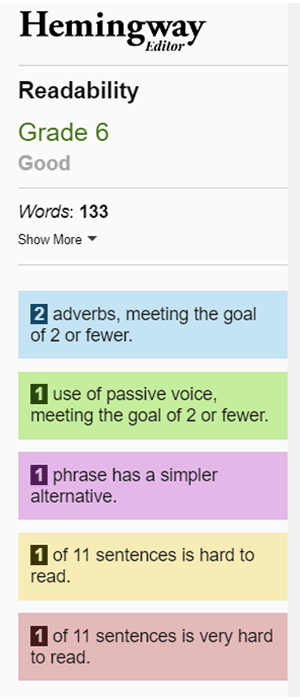 Hemingway
Editor
Readability
Grade 6
Good
Words: 133
Show More
2 adverbs, meeting the goal
of 2 or fewer.
1 use of passive voice,
meeting the goal of 2 or fewer.
1 phrase has a simpler
alternative.
1 of 11 sentences is hard to
read.
1 of 11 sentences is very hard
to read.